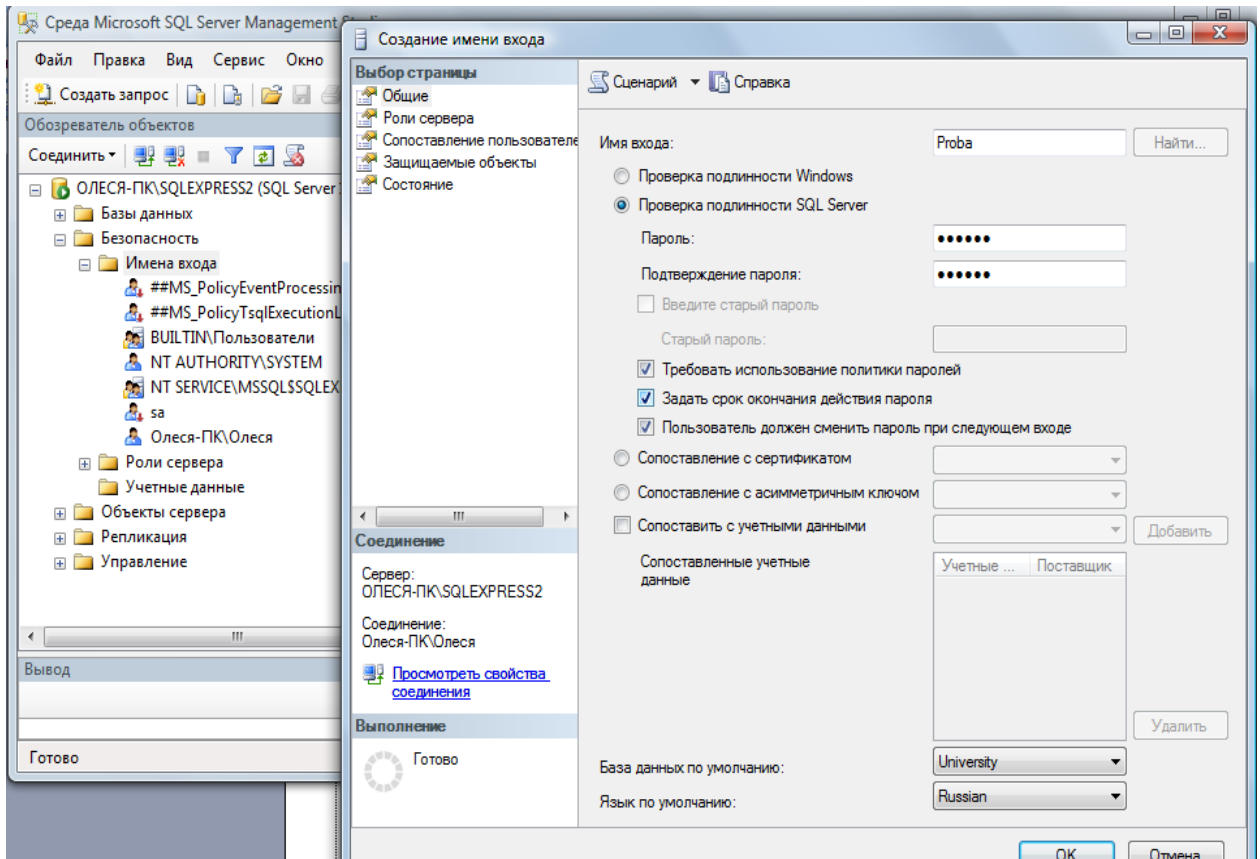 Среда Microsoft SQL Server Management
Файл Правка Вид Сервис Окно
Создать запрос
Обозреватель объектов
Соединить
ОЛЕСЯ-ПК\SQLEXPRESS2 (SQL Server
Базы данных
Безопасность
Имена входа
##MS_PolicyEventProcessin
##MS_PolicyTsqlExecutionL
BUILTIN\Пользователи
NT AUTHORITY\SYSTEM
NT SERVICE\MSSQL$SQLEX
sa
Олеся-ПК\Олеся
Роли сервера
Учетные данные
Объекты сервера
Репликация
Управление
Вывод
Готово
Создание имени входа
Выбор страницы
Общие
Роли сервера
Сопоставление пользователе
Защищаемые объекты
Состояние
Соединение
Сервер:
ОЛЕСЯ-ПК\SQLEXPRESS2
Соединение:
Олеся-ПК\Олеся
Просмотреть свойства
соединения
Выполнение
Готово
Сценарий Справка
Имя входа: Proba Найти...
Проверка подлинности Windows
Проверка подлинности SQL Server
Пароль: ••••••
Подтверждение пароля: ••••••
Введите старый пароль
Старый пароль:
Требовать использование политики паролей
Задать срок окончания действия пароля
Пользователь должен сменить пароль при следующем входе
Сопоставление с сертификатом
Сопоставление с асимметричным ключом
Сопоставить с учетными данными Добавить
Сопоставленные учетные
данные
Учетные ... Поставщик
Удалить
База данных по умолчанию: University
Язык по умолчанию: Russian
OK Отмена